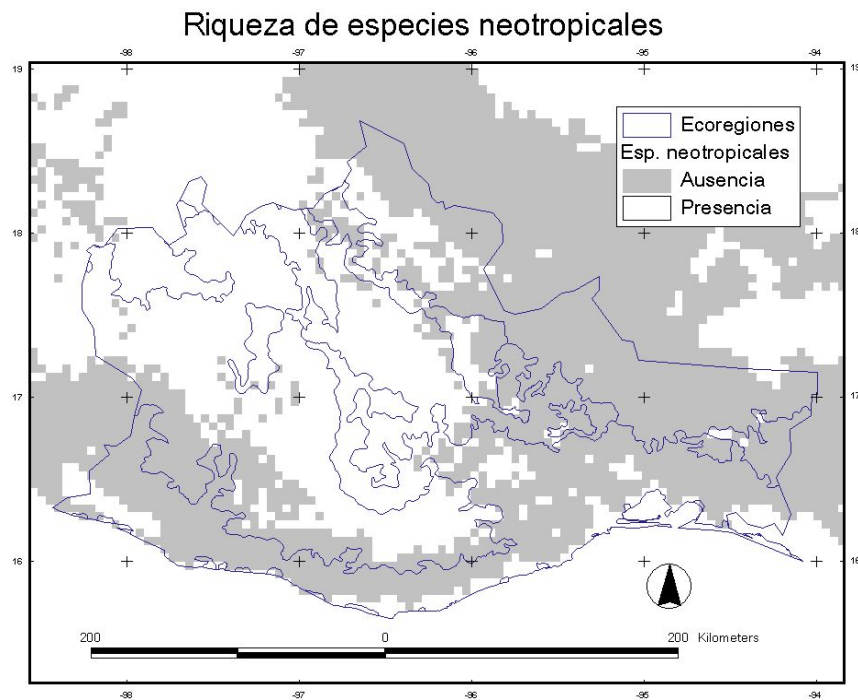 Riqueza de especies neotropicales
-98 -97 -96 -95 -94
19 19
Ecoregiones
Esp. neotropicales
Ausencia
Presencia
18 18
17 17
16 16
200 0 200 Kilometers
-98 -97 -96 -95 -94